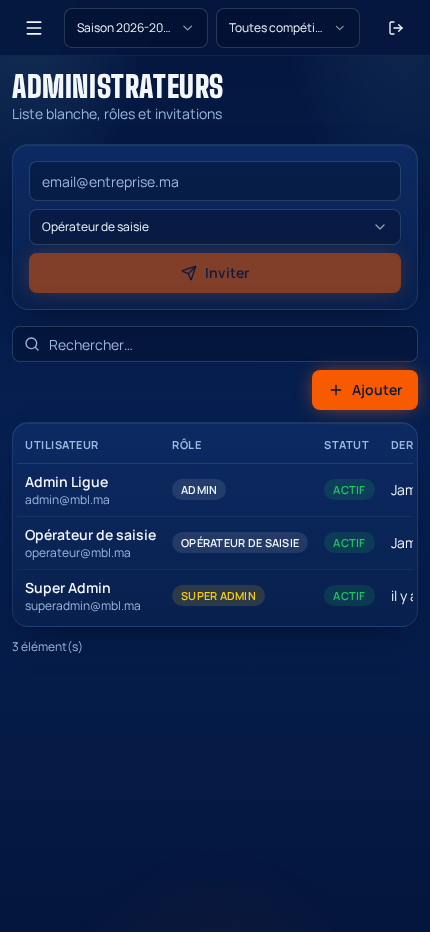 Saison 2026-20… Toutes compéti…
ADMINISTRATEURS
Liste blanche, rôles et invitations
email@entreprise.ma
Opérateur de saisie
Inviter
Rechercher…
Ajouter
UTILISATEUR RÔLE STATUT DER
Admin Ligue ADMIN ACTIF Jam
admin@mbl.ma
Opérateur de saisie OPÉRATEUR DE SAISIE ACTIF Jam
operateur@mbl.ma
Super Admin SUPER ADMIN ACTIF il y a
superadmin@mbl.ma
3 élément(s)